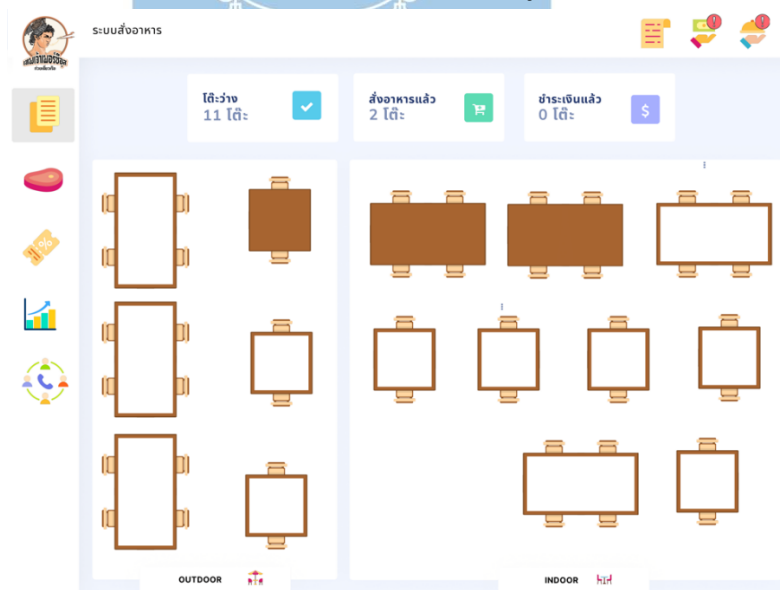 ระบบสั่งอาหาร
โต๊ะว่าง
11 โต๊ะ
สั่งอาหารแล้ว
2 โต๊ะ
ชำระเงินแล้ว
0 โต๊ะ
$
%
OUTDOOR
INDOOR